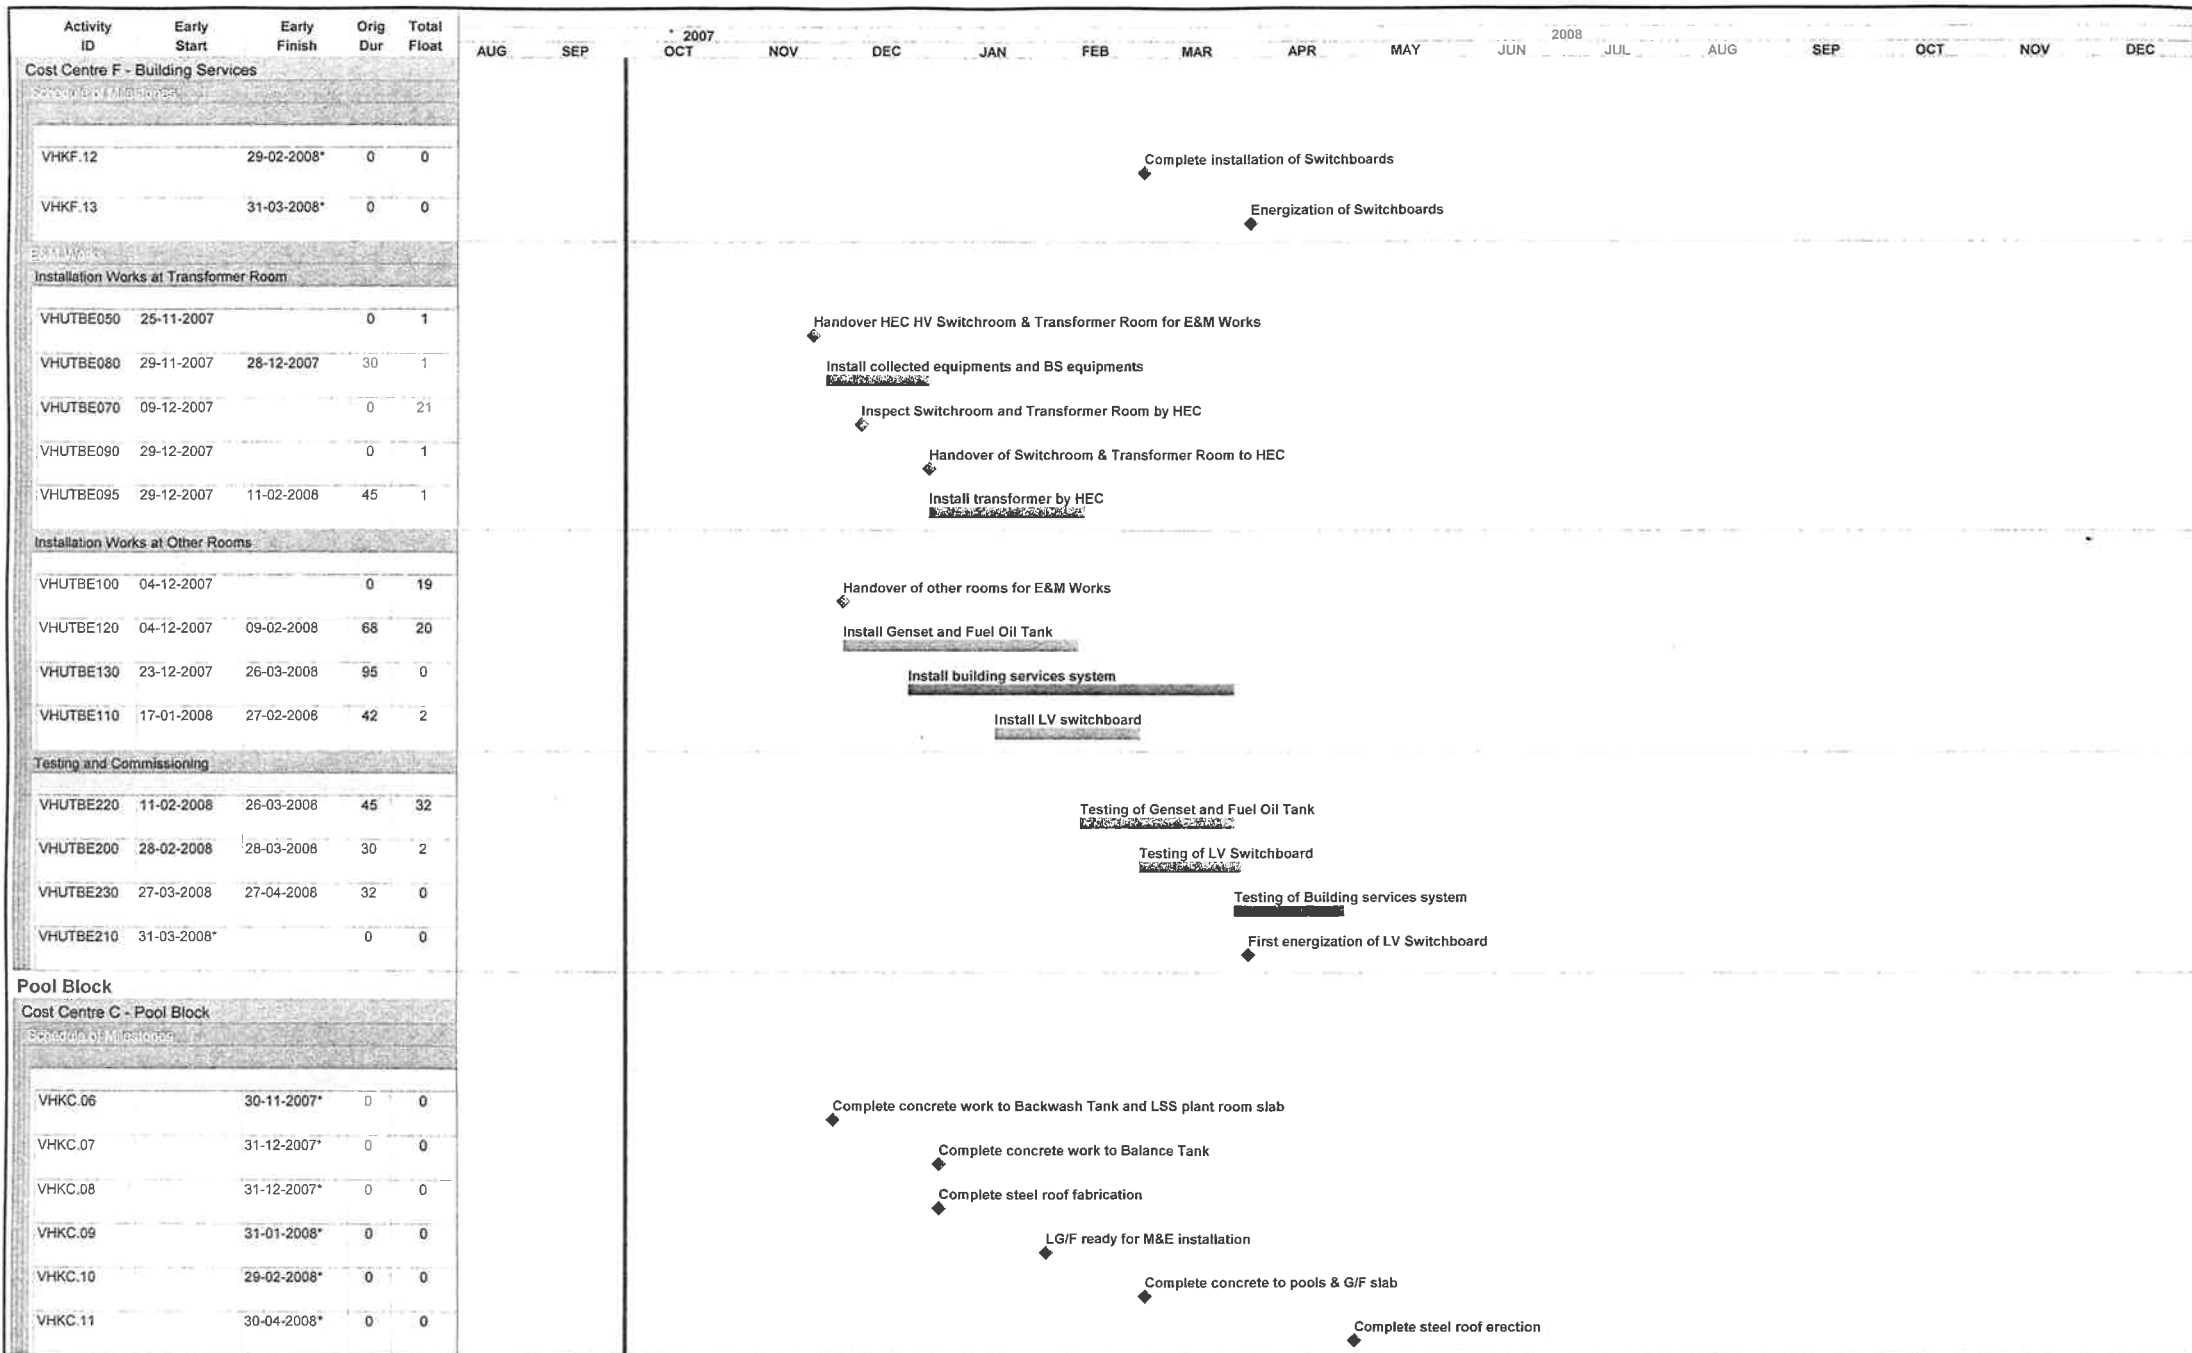 Activity Early Early Orig Total
ID Start Finish Dur Float
2007 2008
AUG SEP OCT NOV DEC JAN FEB MAR APR MAY JUN JUL AUG SEP OCT NOV DEC
Cost Centre F - Building Services
Schedule of Milestones
VHKF.12 29-02-2008* 0 0 Complete installation of Switchboards
VHKF.13 31-03-2008* 0 0 Energization of Switchboards
E&M Works
Installation Works at Transformer Room
VHUTBE050 25-11-2007 0 1 Handover HEC HV Switchroom & Transformer Room for E&M Works
VHUTBE080 29-11-2007 28-12-2007 30 1 Install collected equipments and BS equipments
VHUTBE070 09-12-2007 0 21 Inspect Switchroom and Transformer Room by HEC
VHUTBE090 29-12-2007 0 1 Handover of Switchroom & Transformer Room to HEC
VHUTBE095 29-12-2007 11-02-2008 45 1 Install transformer by HEC
Installation Works at Other Rooms
VHUTBE100 04-12-2007 0 19 Handover of other rooms for E&M Works
VHUTBE120 04-12-2007 09-02-2008 68 20 Install Genset and Fuel Oil Tank
VHUTBE130 23-12-2007 26-03-2008 95 0 Install building services system
VHUTBE110 17-01-2008 27-02-2008 42 2 Install LV switchboard
Testing and Commissioning
VHUTBE220 11-02-2008 26-03-2008 45 32 Testing of Genset and Fuel Oil Tank
VHUTBE200 28-02-2008 28-03-2008 30 2 Testing of LV Switchboard
VHUTBE230 27-03-2008 27-04-2008 32 0 Testing of Building services system
VHUTBE210 31-03-2008* 0 0 First energization of LV Switchboard
Pool Block
Cost Centre C - Pool Block
Schedule of Milestones
VHKC.06 30-11-2007* 0 0 Complete concrete work to Backwash Tank and LSS plant room slab
VHKC.07 31-12-2007* 0 0 Complete concrete work to Balance Tank
VHKC.08 31-12-2007* 0 0 Complete steel roof fabrication
VHKC.09 31-01-2008* 0 0 LG/F ready for M&E installation
VHKC.10 29-02-2008* 0 0 Complete concrete to pools & G/F slab
VHKC.11 30-04-2008* 0 0 Complete steel roof erection